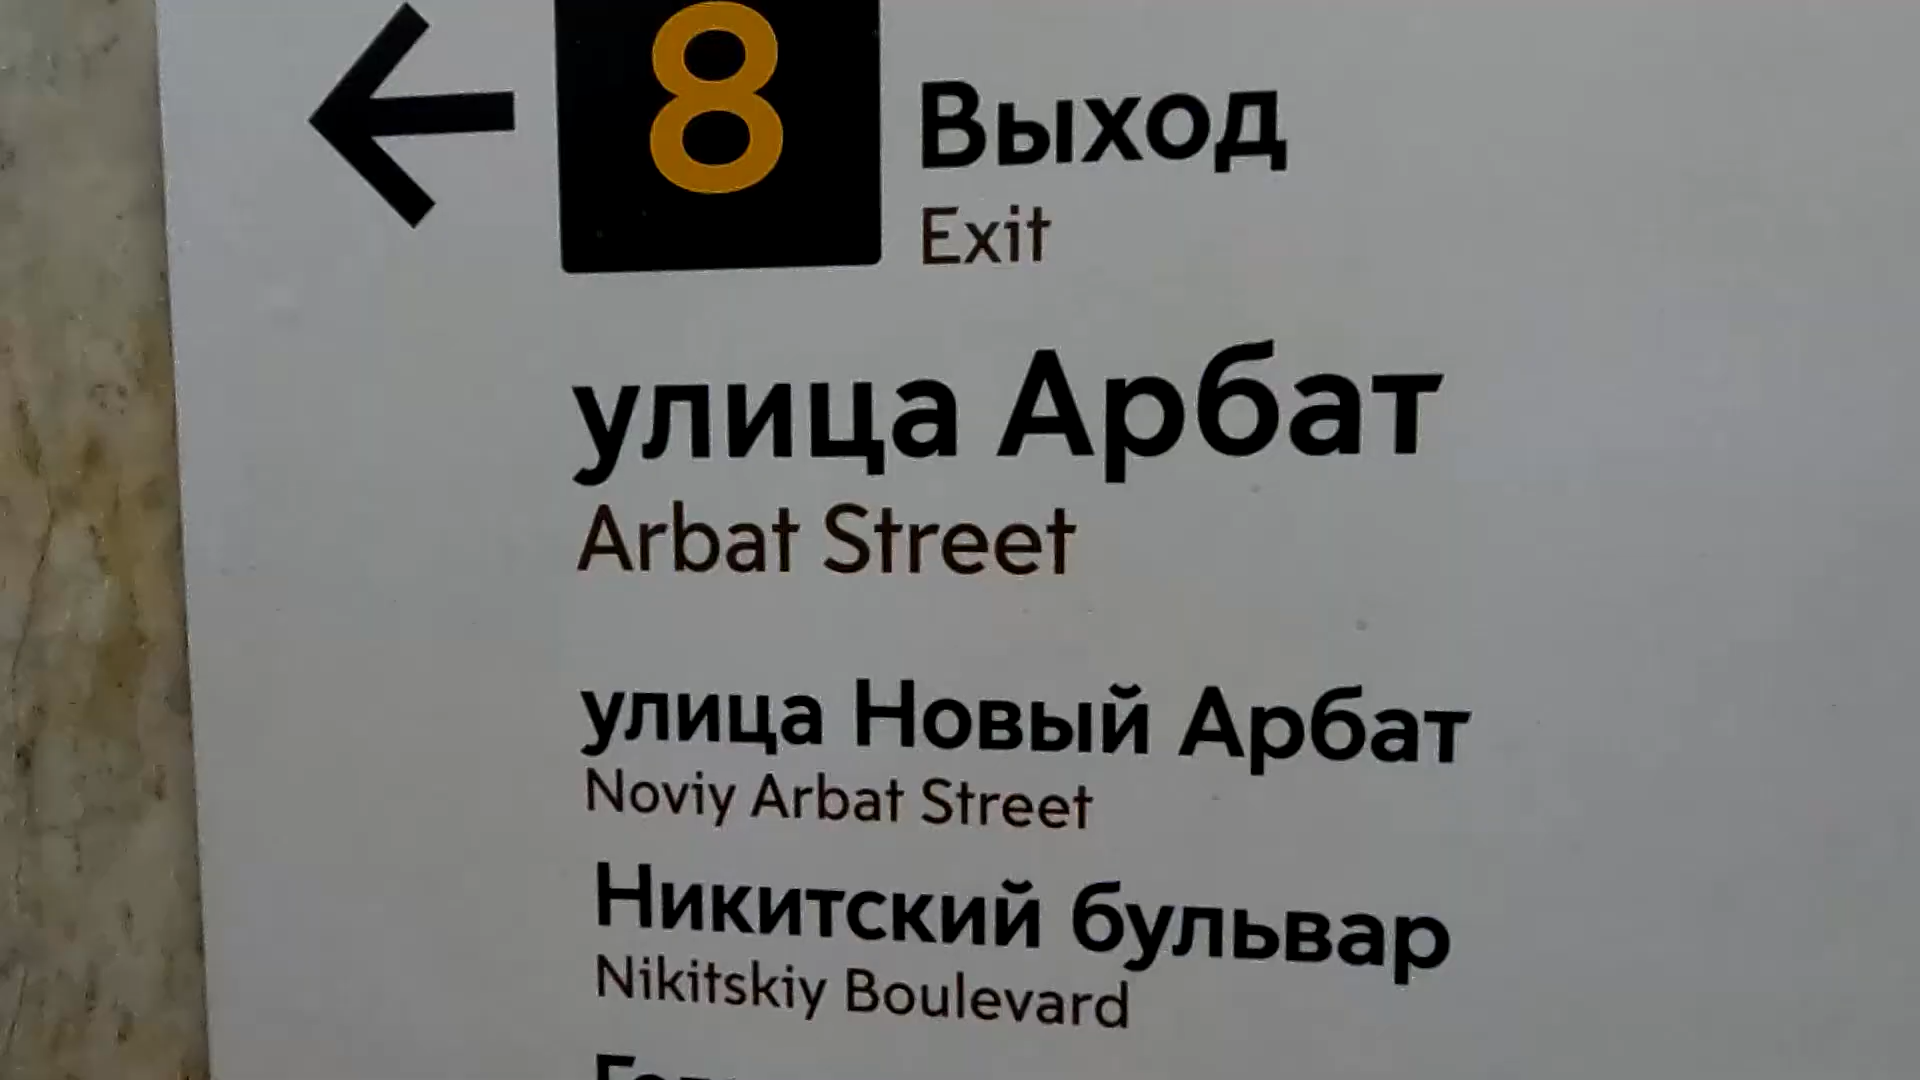 8 Выход
Exit
улица Арбат
Arbat Street
улица Новый Арбат
Noviy Arbat Street
Никитский бульвар
Nikitskiy Boulevard